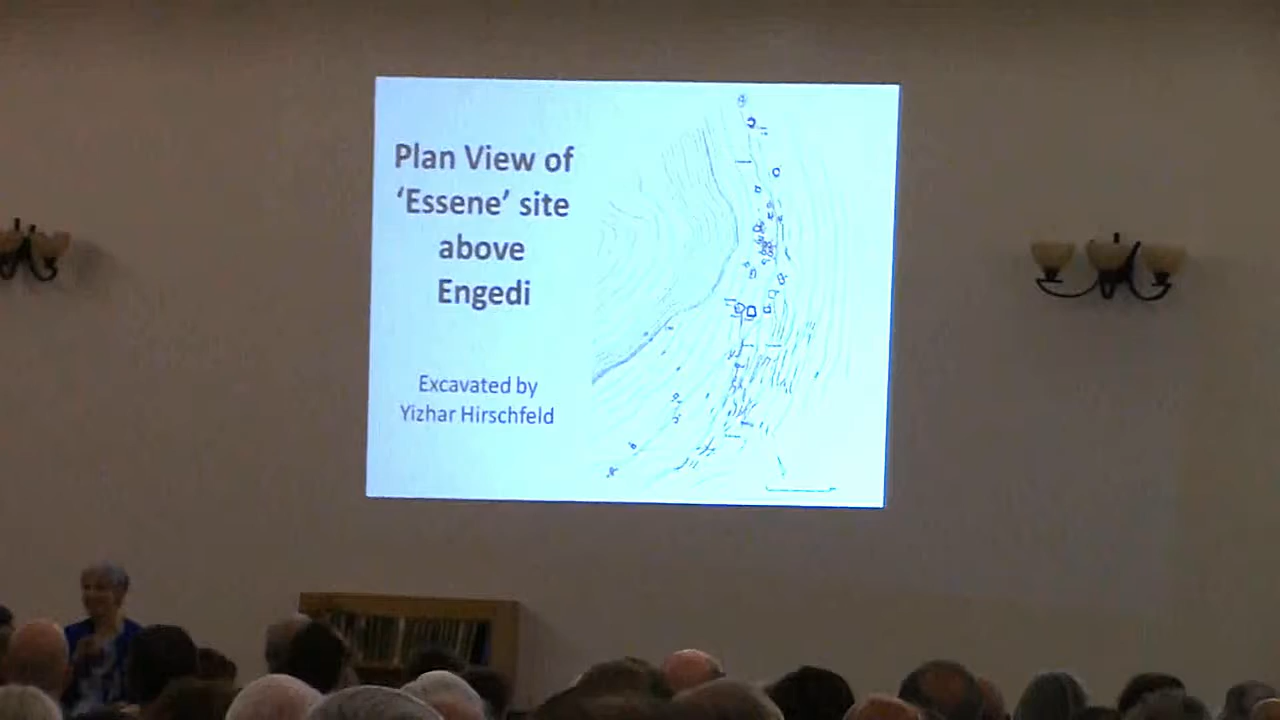 Plan View of
‘Essene’ site
above
Engedi
Excavated by
Yizhar Hirschfeld